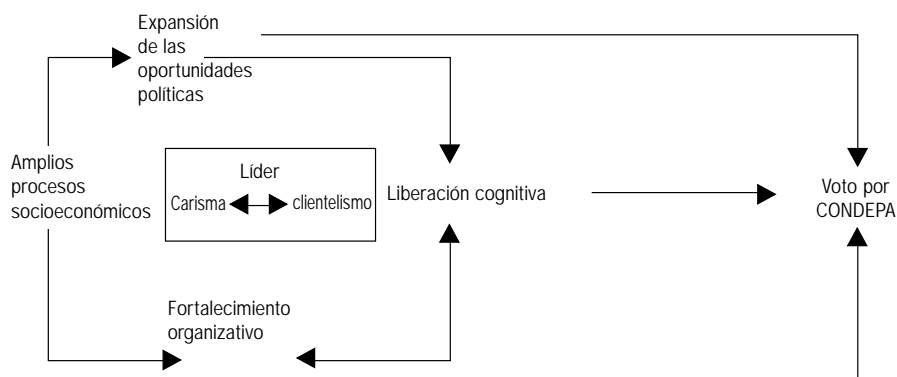 Expansión
de las
oportunidades
políticas
Amplios
procesos
socioeconómicos
Líder
Carisma clientelismo
Liberación cognitiva
Voto por
CONDEPA
Fortalecimiento
organizativo